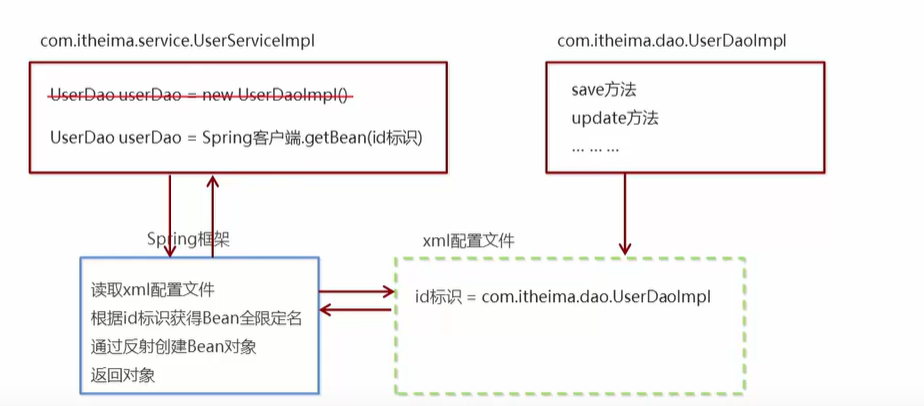 com.itheima.service.UserServiceImpl
com.itheima.dao.UserDaoImpl
UserDao userDao = new UserDaoImpl()
UserDao userDao = Spring客户端.getBean(id标识)
save方法
update方法
... ... ...
Spring框架
xml配置文件
读取xml配置文件
根据id标识获得Bean全限定名
通过反射创建Bean对象
返回对象
id标识 = com.itheima.dao.UserDaoImpl